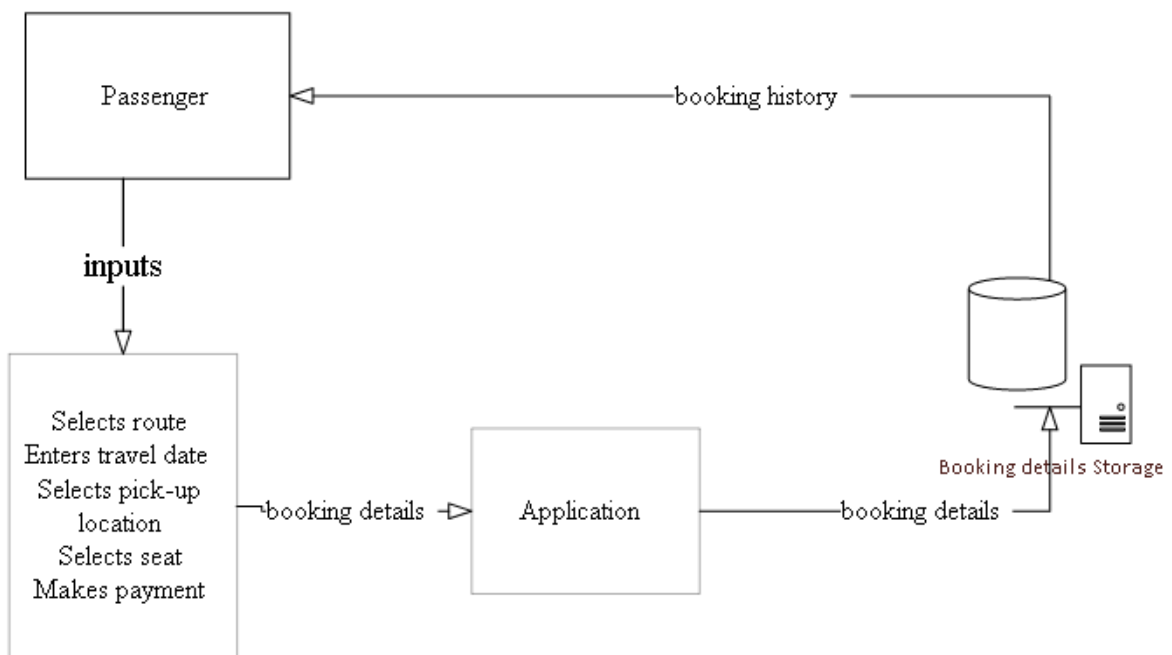 Passenger
booking history
inputs
Selects route
Enters travel date
Selects pick-up
location
Selects seat
Makes payment
booking details
Application
booking details
Booking details Storage